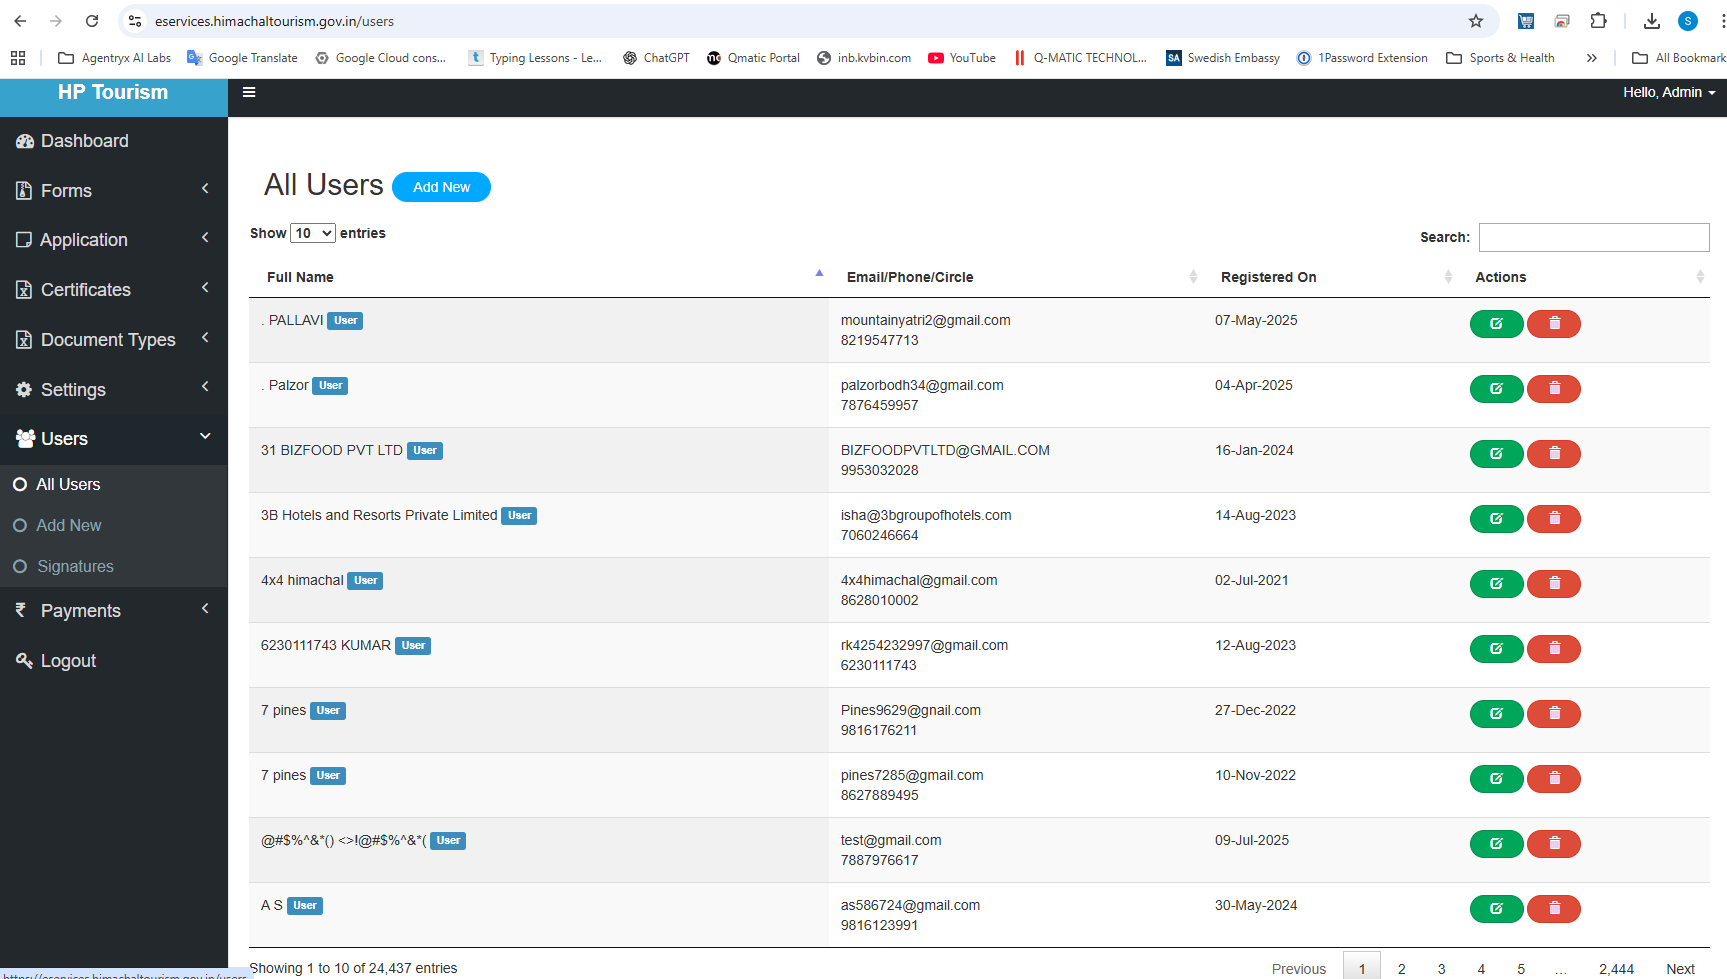 eservices.himachaltourism.gov.in/users
S
Agentryx AI Labs
Google Translate
Google Cloud cons...
Typing Lessons - Le...
ChatGPT
Qmatic Portal
inb.kvbin.com
YouTube
Q-MATIC TECHNOL...
SA Swedish Embassy
1Password Extension
Sports & Health
»
All Bookmark
HP Tourism
Hello, Admin
Dashboard
Forms
Application
Certificates
Document Types
Settings
Users
All Users
Add New
Signatures
Payments
Logout
All Users Add New
Show 10 entries
Search:
Full Name Email/Phone/Circle Registered On Actions
. PALLAVI User mountainyatri2@gmail.com 07-May-2025
8219547713
. Palzor User palzorbodh34@gmail.com 04-Apr-2025
7876459957
31 BIZFOOD PVT LTD User BIZFOODPVTLTD@GMAIL.COM 16-Jan-2024
9953032028
3B Hotels and Resorts Private Limited User isha@3bgroupofhotels.com 14-Aug-2023
7060246664
4x4 himachal User 4x4himachal@gmail.com 02-Jul-2021
8628010002
6230111743 KUMAR User rk4254232997@gmail.com 12-Aug-2023
6230111743
7 pines User Pines9629@gnail.com 27-Dec-2022
9816176211
7 pines User pines7285@gmail.com 10-Nov-2022
8627889495
@#$%^&*() <>!@#$%^&*( User test@gmail.com 09-Jul-2025
7887976617
A S User as586724@gmail.com 30-May-2024
9816123991
Showing 1 to 10 of 24,437 entries
Previous 1 2 3 4 5 … 2,444 Next
https://eservices.himachaltourism.gov.in/users